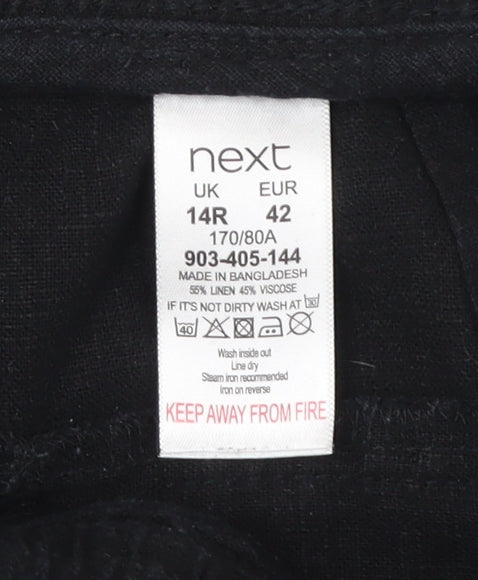 next
UK EUR
14R 42
170/80A
903-405-144
MADE IN BANGLADESH
55% LINEN 45% VISCOSE
IF IT'S NOT DIRTY WASH AT 30
40
Wash inside out
Line dry
Steam iron recommended
Iron on reverse
KEEP AWAY FROM FIRE